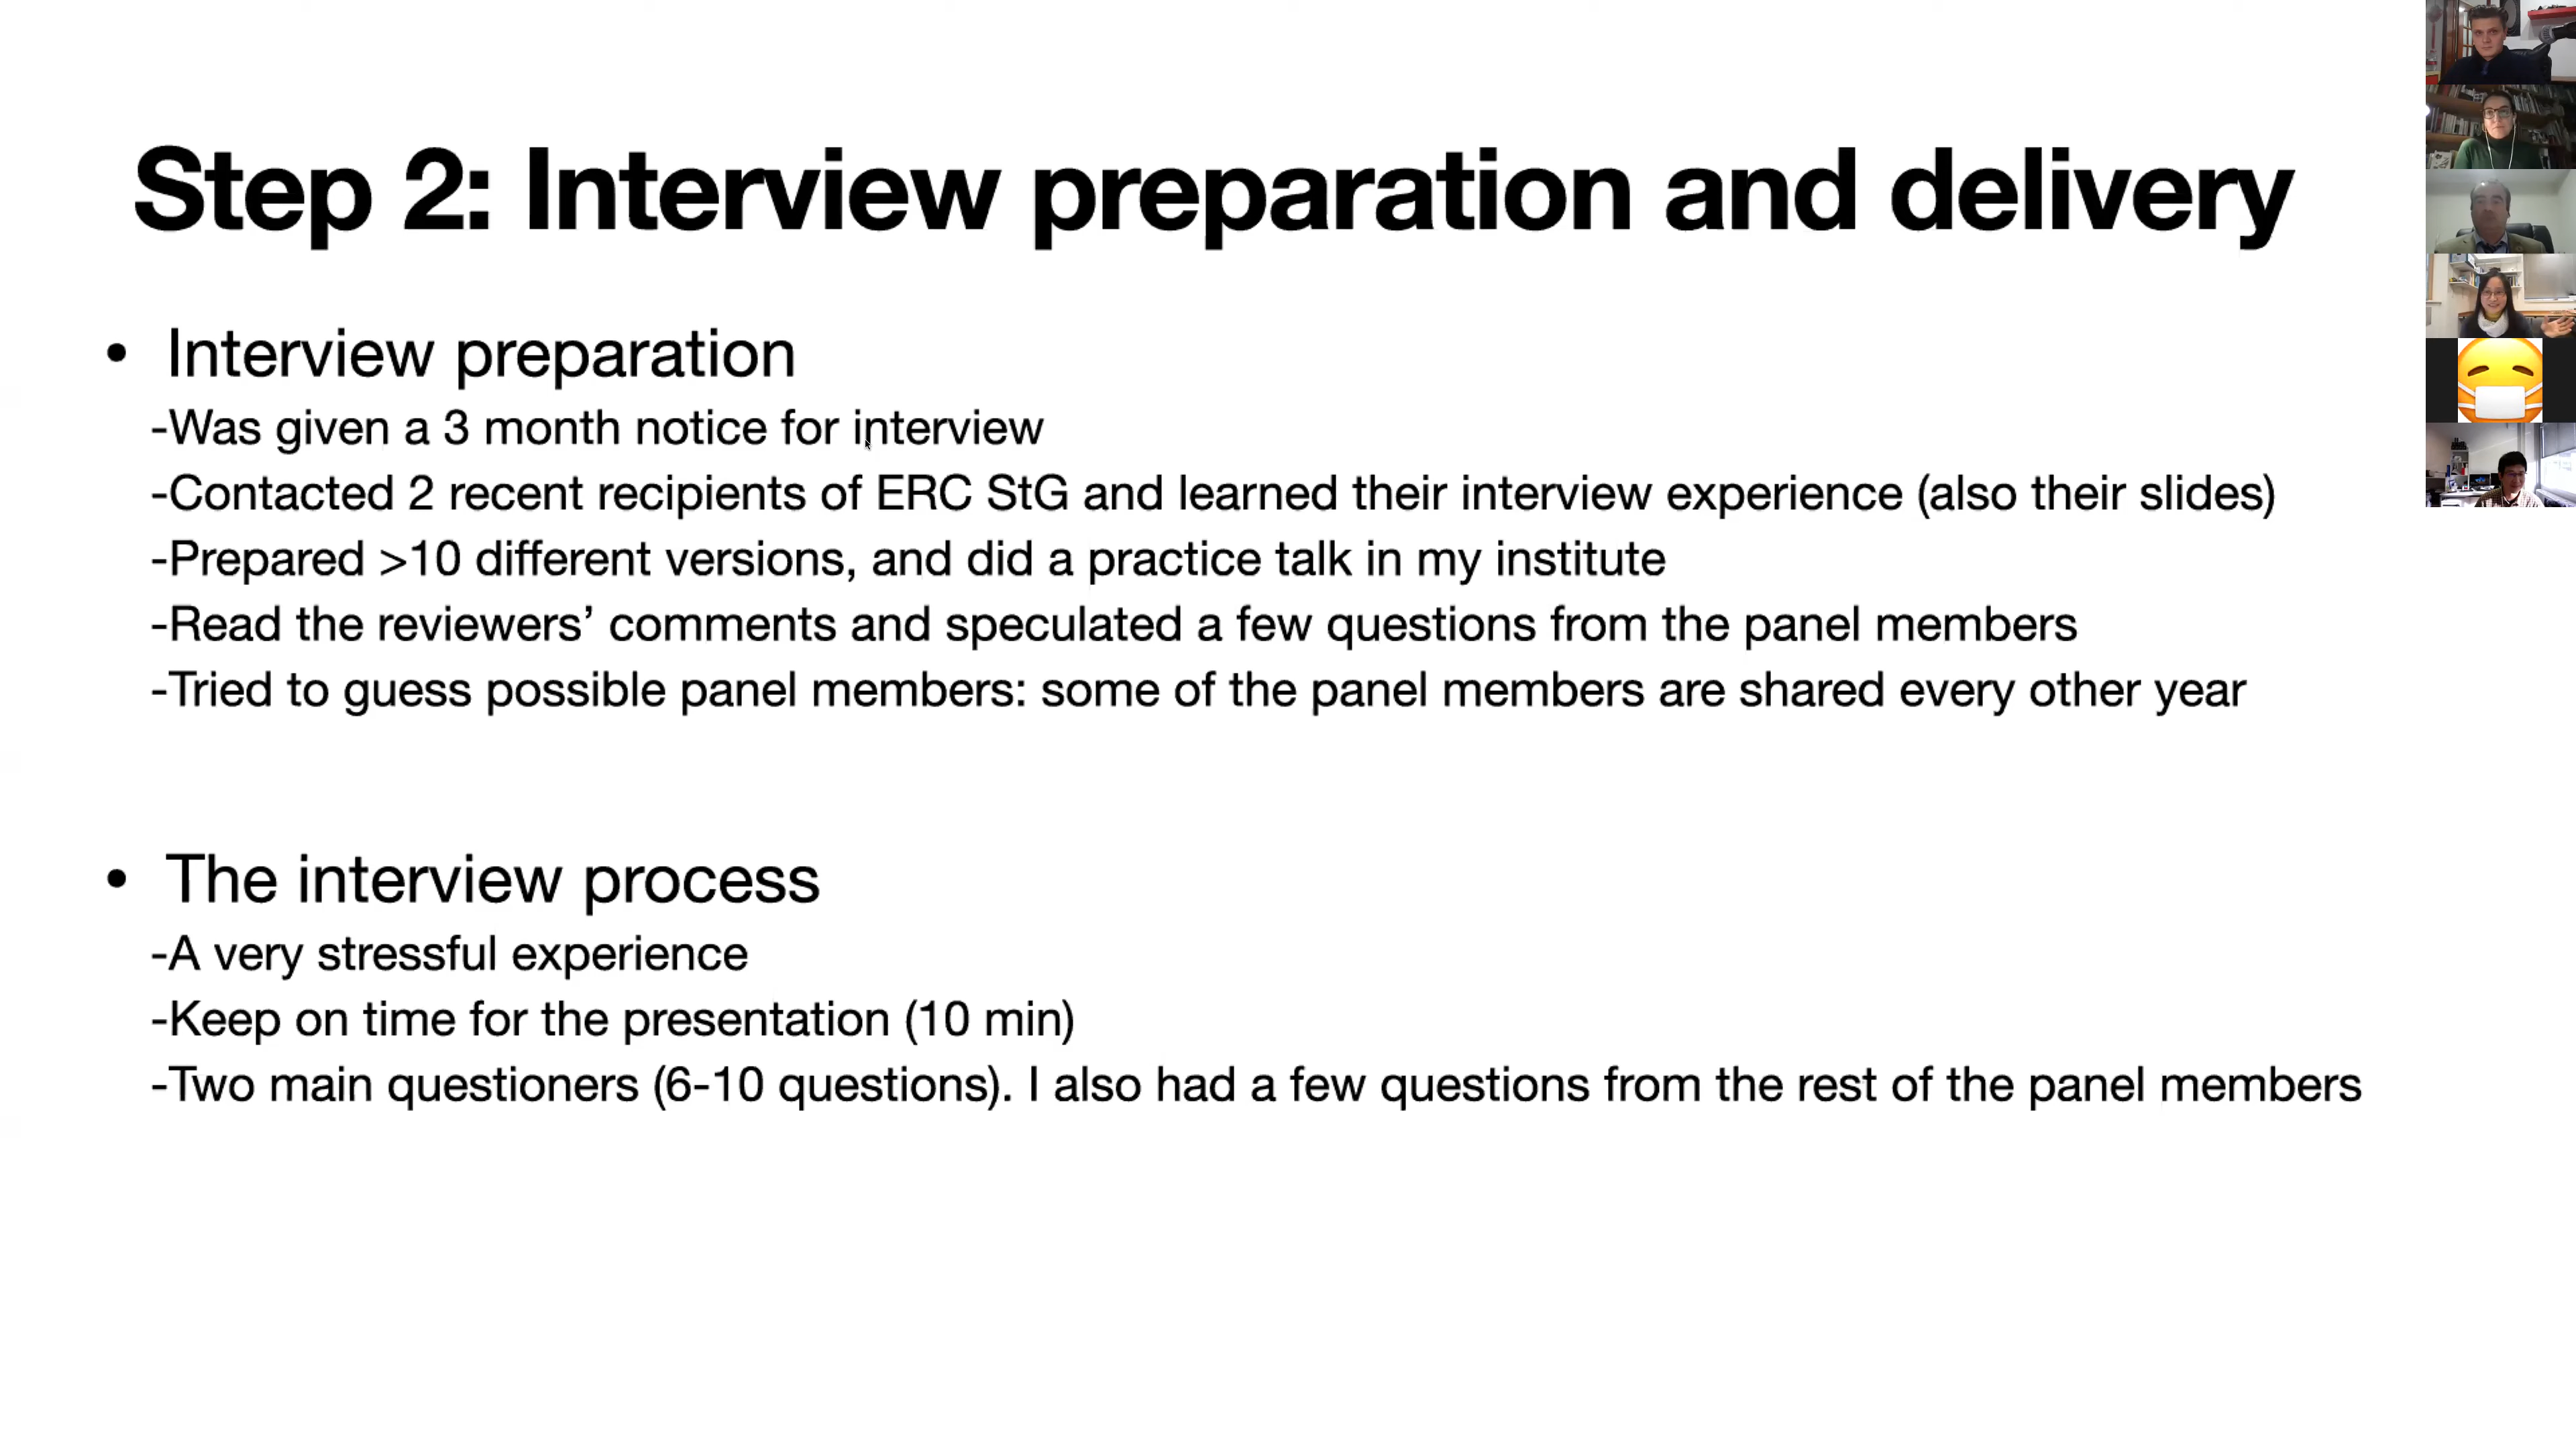 Step 2: Interview preparation and delivery
• Interview preparation
-Was given a 3 month notice for interview
-Contacted 2 recent recipients of ERC StG and learned their interview experience (also their slides)
-Prepared >10 different versions, and did a practice talk in my institute
-Read the reviewers’ comments and speculated a few questions from the panel members
-Tried to guess possible panel members: some of the panel members are shared every other year
• The interview process
-A very stressful experience
-Keep on time for the presentation (10 min)
-Two main questioners (6-10 questions). I also had a few questions from the rest of the panel members